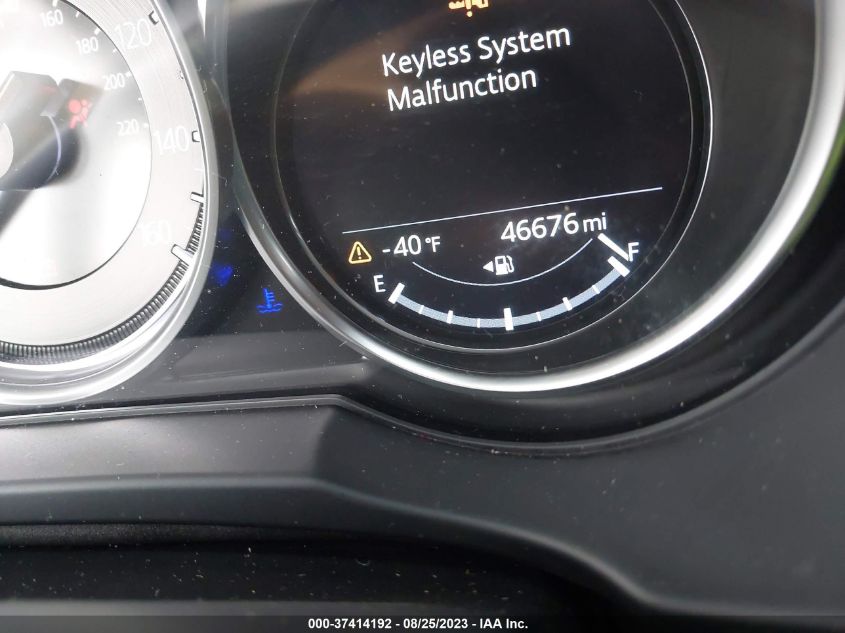 160
180
200
220
120
140
160
Keyless System
Malfunction
-40°F
46676 mi
E
F
000-37414192 - 08/25/2023 - IAA Inc.